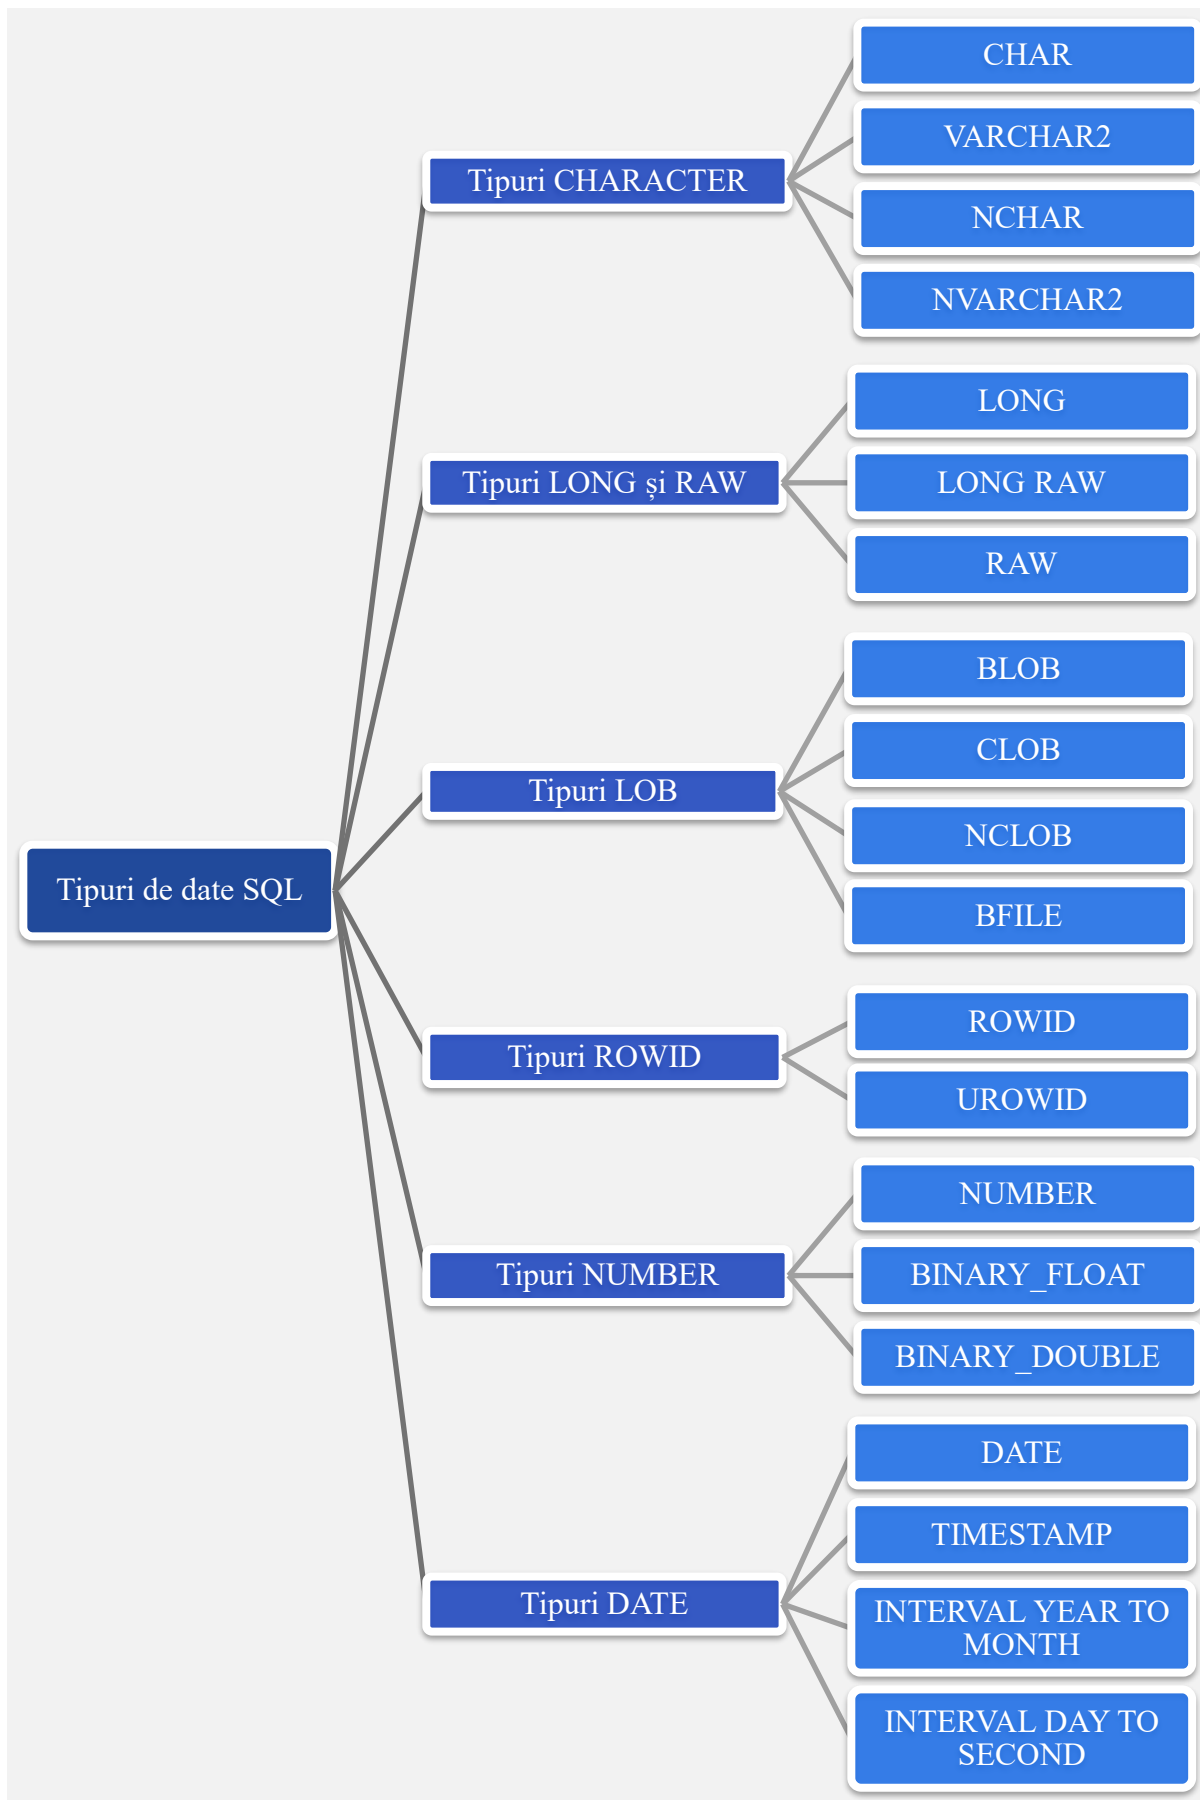 Tipuri de date SQL
Tipuri CHARACTER
CHAR
VARCHAR2
NCHAR
NVARCHAR2
Tipuri LONG și RAW
LONG
LONG RAW
RAW
Tipuri LOB
BLOB
CLOB
NCLOB
BFILE
Tipuri ROWID
ROWID
UROWID
Tipuri NUMBER
NUMBER
BINARY_FLOAT
BINARY_DOUBLE
Tipuri DATE
DATE
TIMESTAMP
INTERVAL YEAR TO
MONTH
INTERVAL DAY TO
SECOND